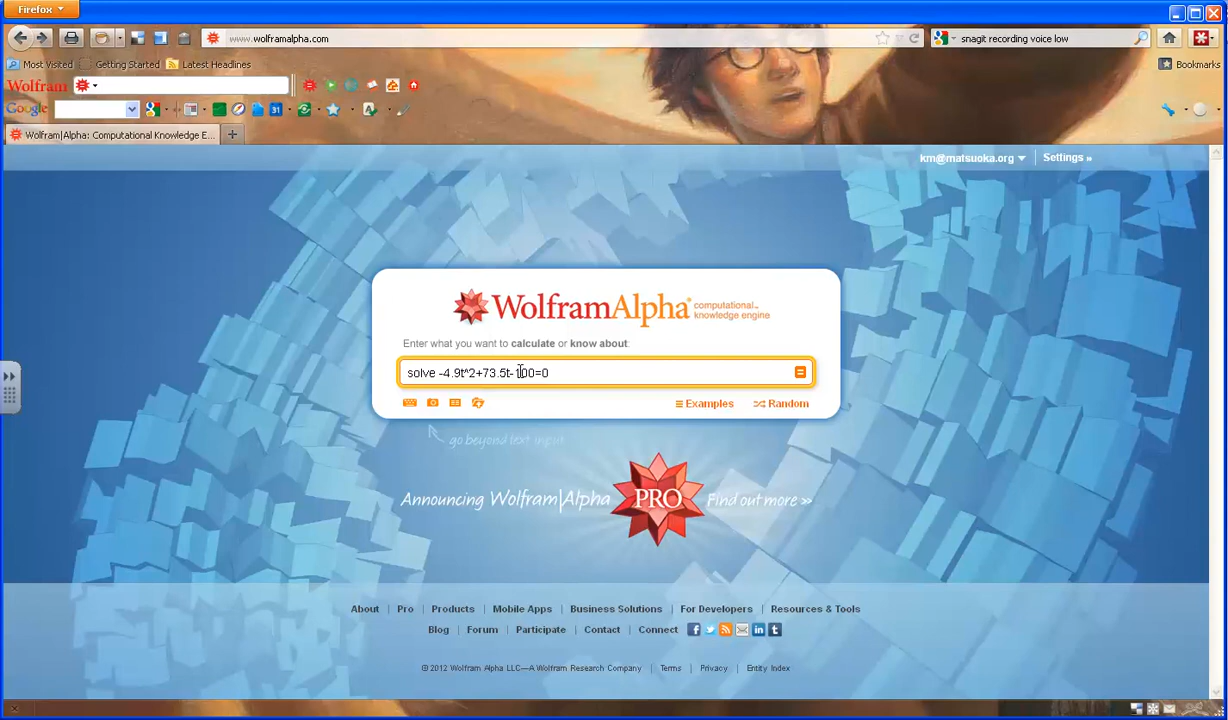 Firefox
www.wolframalpha.com
snagit recording voice low
Most Visited Getting Started Latest Headlines
Bookmarks
Wolfram
Google
31
Wolfram|Alpha: Computational Knowledge E...
km@matsuoka.org Settings »
WolframAlpha computational knowledge engine
Enter what you want to calculate or know about:
solve -4.9t^2+73.5t-100=0
Examples Random
go beyond text input
Announcing Wolfram|Alpha PRO Find out more »
About Pro Products Mobile Apps Business Solutions For Developers Resources & Tools
Blog Forum Participate Contact Connect
© 2012 Wolfram Alpha LLC—A Wolfram Research Company Terms Privacy Entity Index